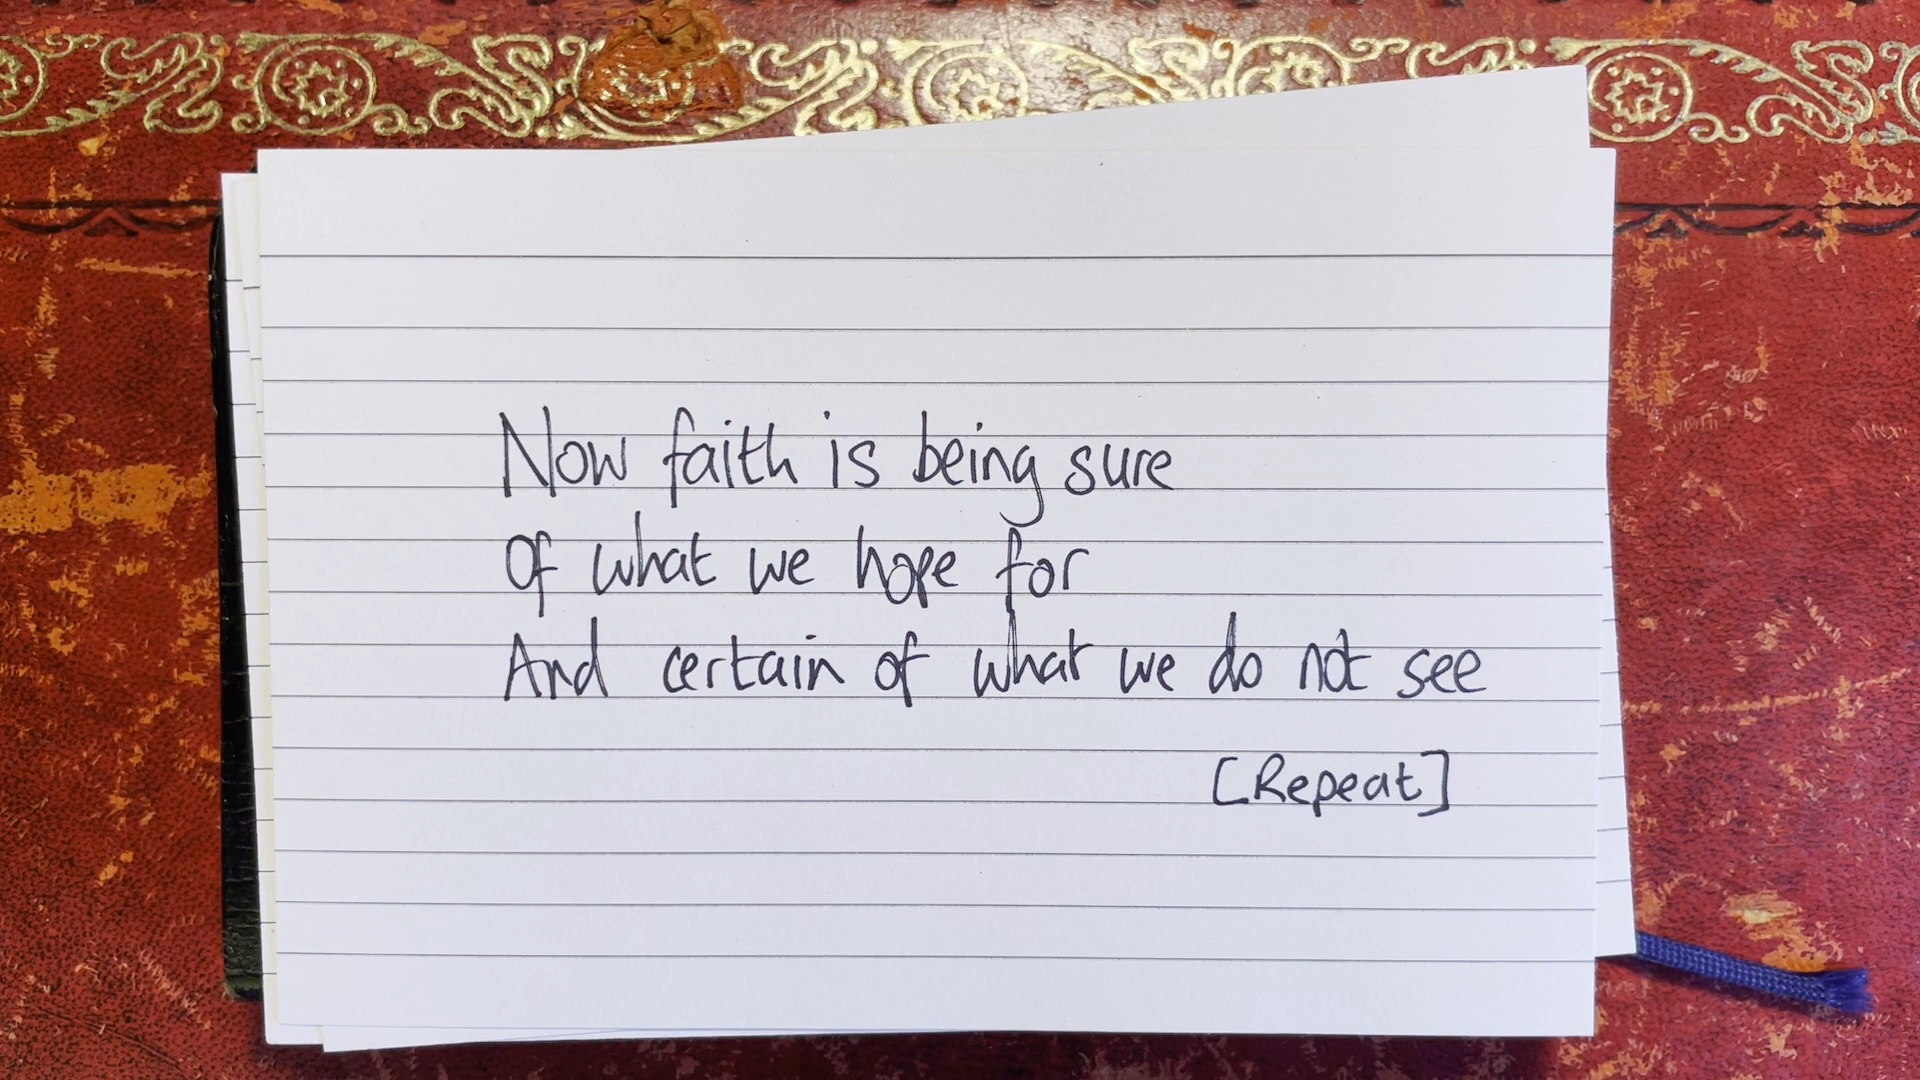 Now faith is being sure
Of what we hope for
And certain of what we do not see
[Repeat]